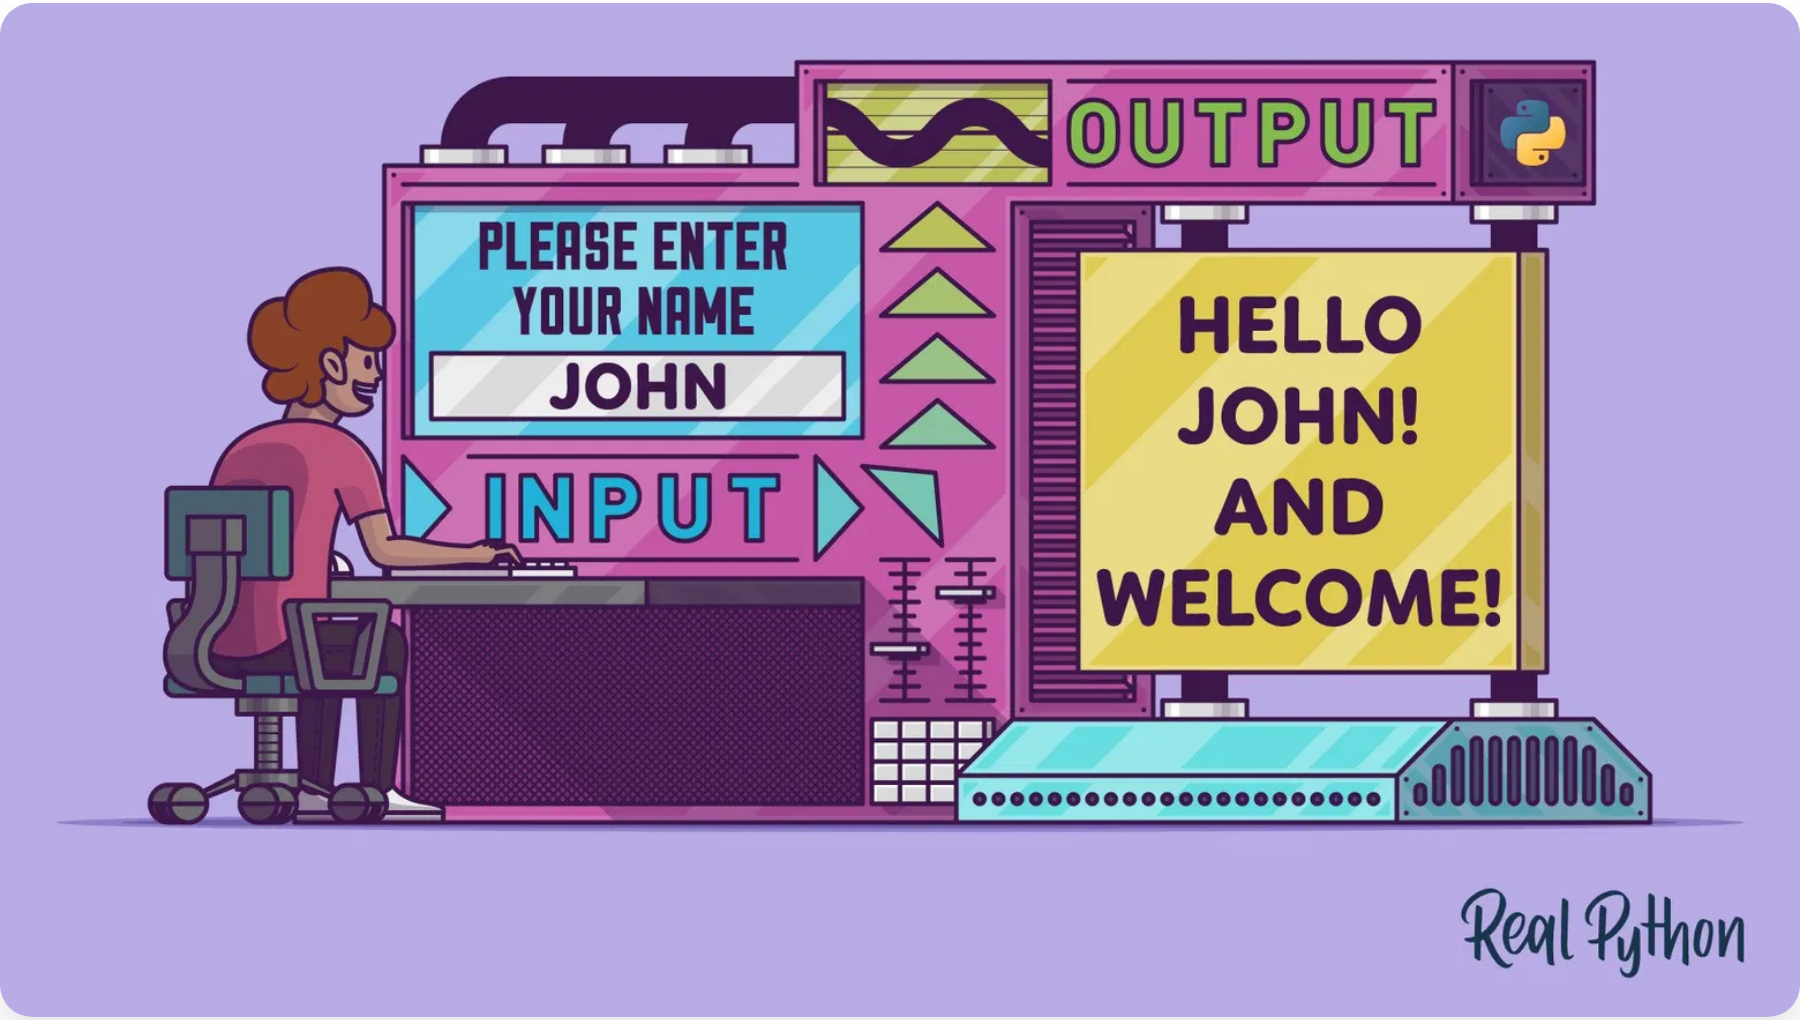 OUTPUT
PLEASE ENTER
YOUR NAME
JOHN
INPUT
HELLO
JOHN!
AND
WELCOME!
Real Python